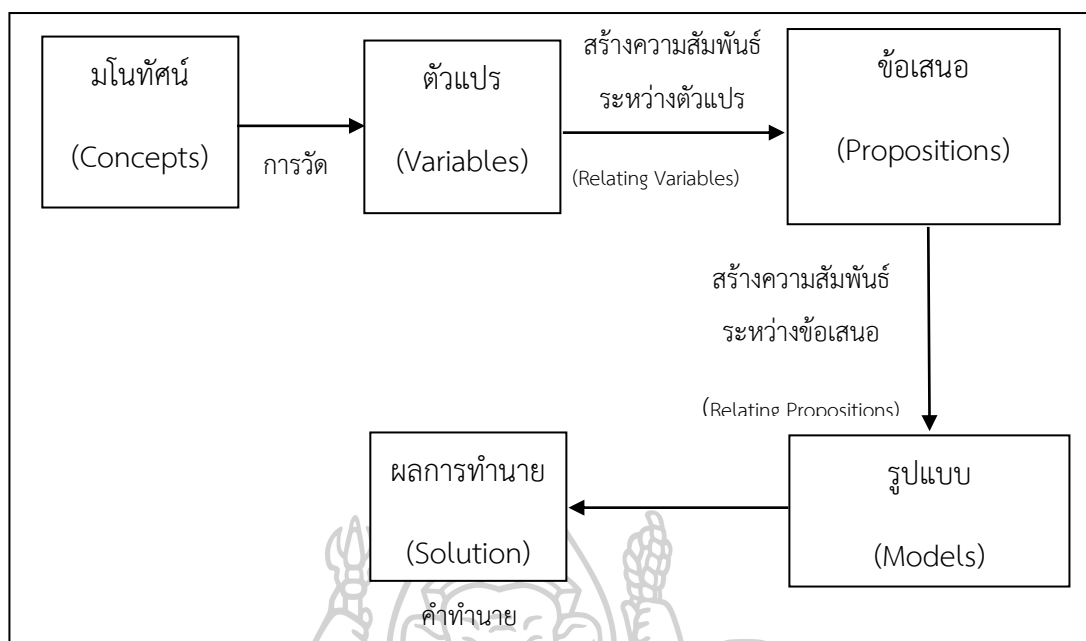 มโนทัศน์
(Concepts)
การวัด
ตัวแปร
(Variables)
สร้างความสัมพันธ์
ระหว่างตัวแปร
(Relating Variables)
ข้อเสนอ
(Propositions)
สร้างความสัมพันธ์
ระหว่างข้อเสนอ
(Relating Propositions)
รูปแบบ
(Models)
ผลการทำนาย
(Solution)
คำทำนาย